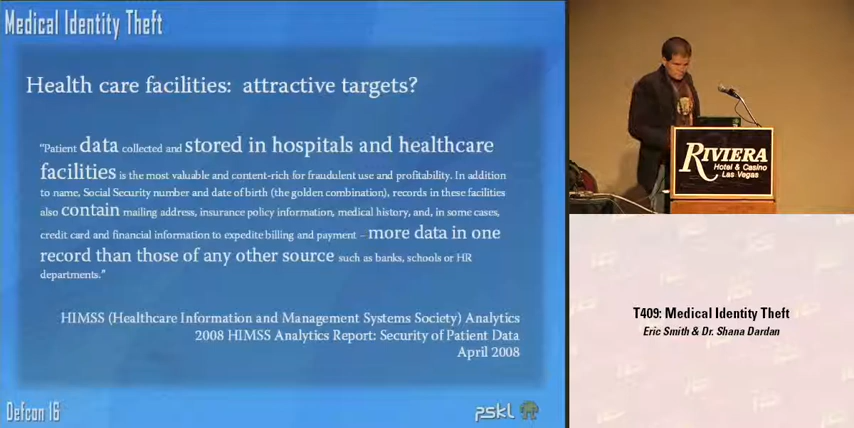 Medical Identity Theft
Health care facilities: attractive targets?
"Patient data collected and stored in hospitals and healthcare
facilities is the most valuable and content-rich for fraudulent use and profitability. In addition
to name, Social Security number and date of birth (the golden combination), records in these facilities
also contain mailing address, insurance policy information, medical history, and, in some cases,
credit card and financial information to expedite billing and payment – more data in one
record than those of any other source such as banks, schools or HR
departments."
HIMSS (Healthcare Information and Management Systems Society) Analytics
2008 HIMSS Analytics Report: Security of Patient Data
April 2008
Defcon 16
pskl
RIVIERA
Hotel & Casino
Las Vegas
T409: Medical Identity Theft
Eric Smith & Dr. Shana Dardan